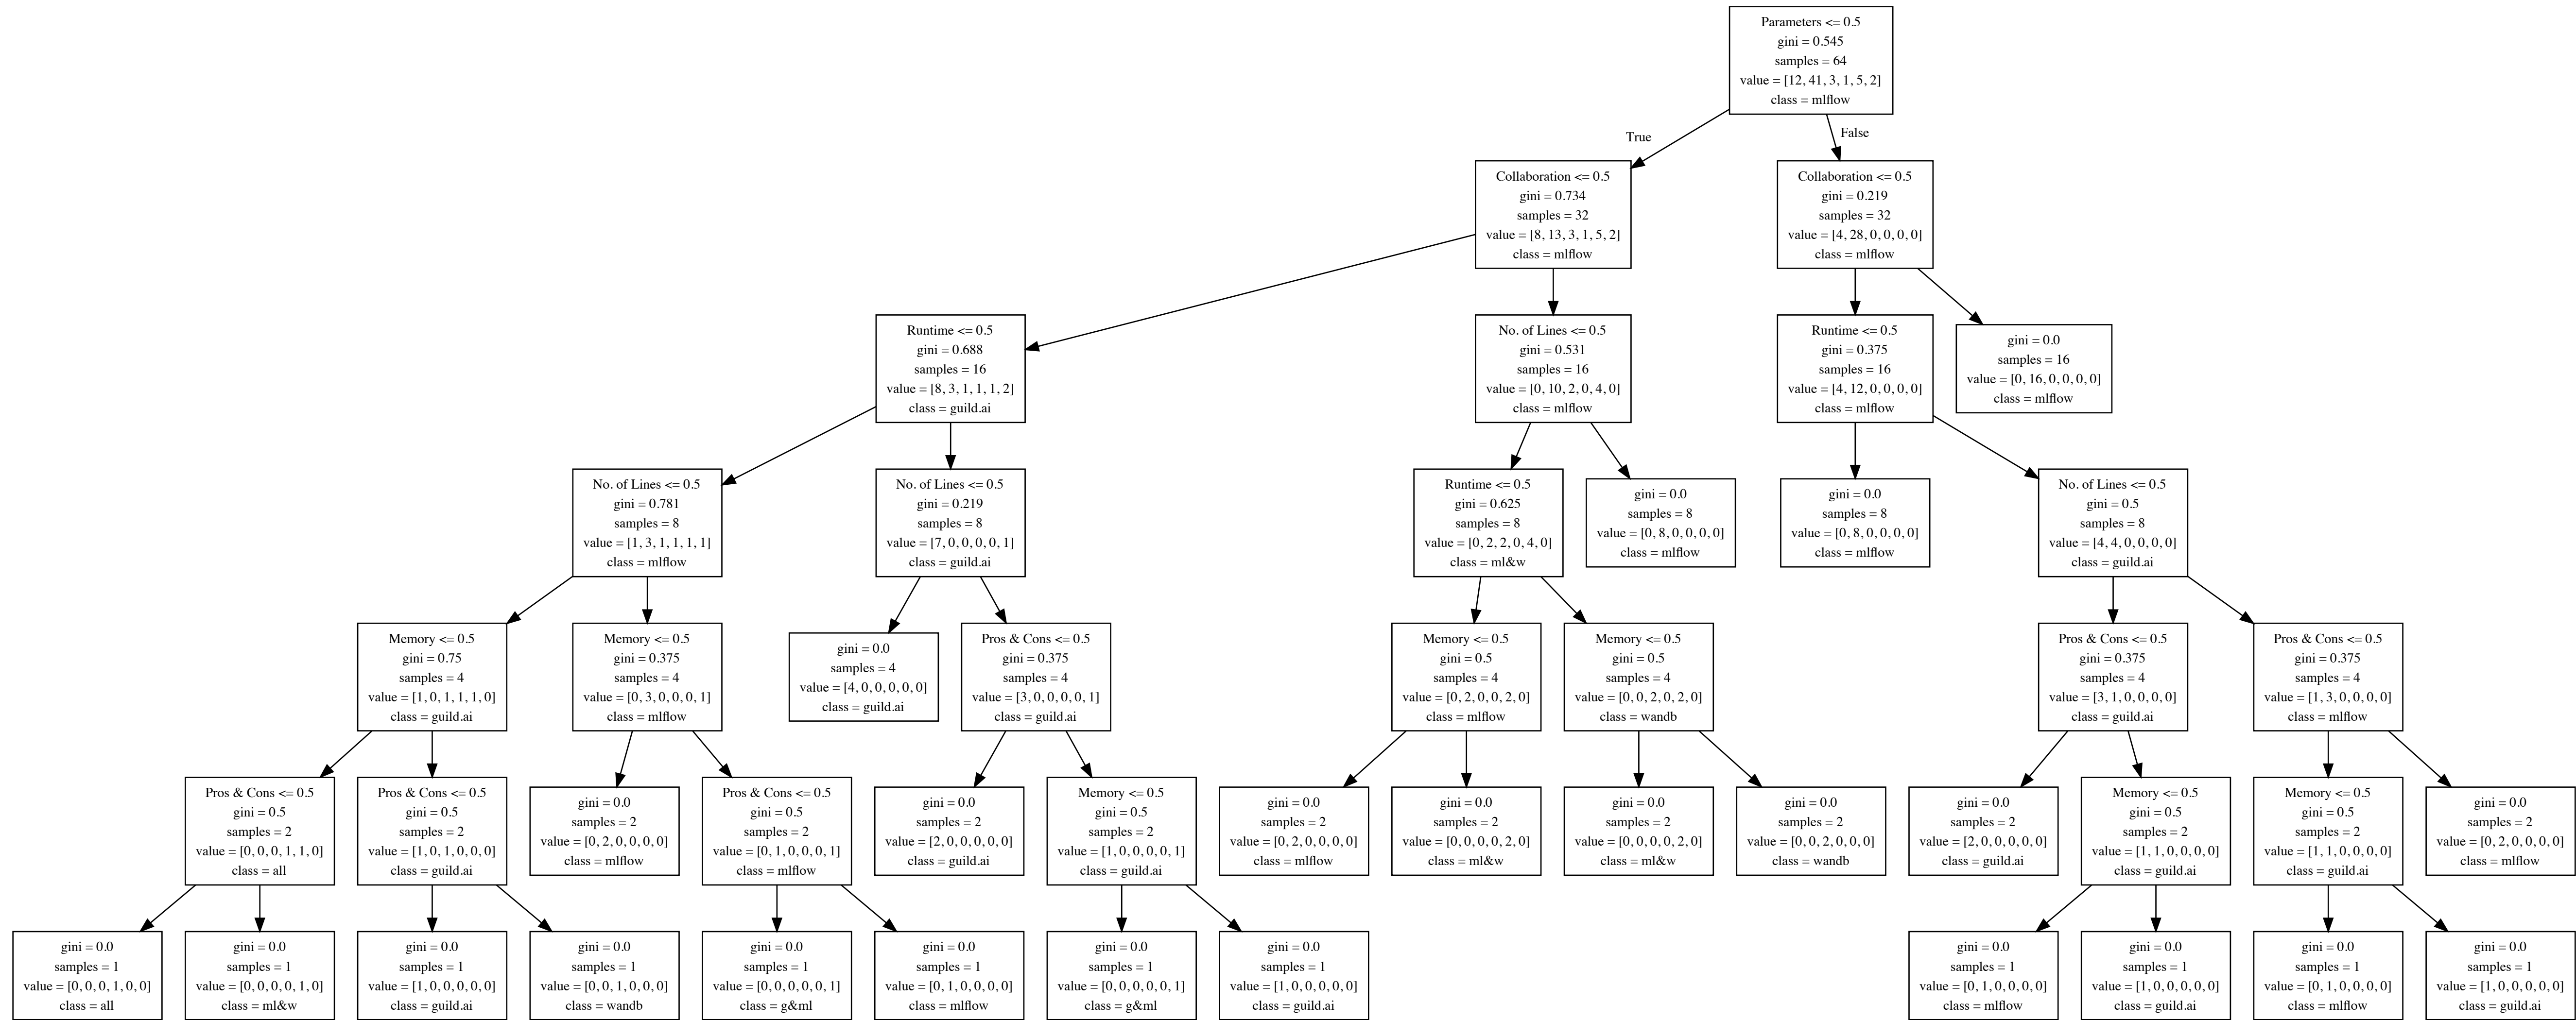 Parameters <= 0.5
gini = 0.545
samples = 64
value = [12, 41, 3, 1, 5, 2]
class = mlflow
True
False
Collaboration <= 0.5
gini = 0.734
samples = 32
value = [8, 13, 3, 1, 5, 2]
class = mlflow
Collaboration <= 0.5
gini = 0.219
samples = 32
value = [4, 28, 0, 0, 0, 0]
class = mlflow
Runtime <= 0.5
gini = 0.688
samples = 16
value = [8, 3, 1, 1, 1, 2]
class = guild.ai
No. of Lines <= 0.5
gini = 0.531
samples = 16
value = [0, 10, 2, 0, 4, 0]
class = mlflow
Runtime <= 0.5
gini = 0.375
samples = 16
value = [4, 12, 0, 0, 0, 0]
class = mlflow
gini = 0.0
samples = 16
value = [0, 16, 0, 0, 0, 0]
class = mlflow
No. of Lines <= 0.5
gini = 0.781
samples = 8
value = [1, 3, 1, 1, 1, 1]
class = mlflow
No. of Lines <= 0.5
gini = 0.219
samples = 8
value = [7, 0, 0, 0, 0, 1]
class = guild.ai
Runtime <= 0.5
gini = 0.625
samples = 8
value = [0, 2, 2, 0, 4, 0]
class = ml&w
gini = 0.0
samples = 8
value = [0, 8, 0, 0, 0, 0]
class = mlflow
gini = 0.0
samples = 8
value = [0, 8, 0, 0, 0, 0]
class = mlflow
No. of Lines <= 0.5
gini = 0.5
samples = 8
value = [4, 4, 0, 0, 0, 0]
class = guild.ai
Memory <= 0.5
gini = 0.75
samples = 4
value = [1, 0, 1, 1, 1, 0]
class = guild.ai
Memory <= 0.5
gini = 0.375
samples = 4
value = [0, 3, 0, 0, 0, 1]
class = mlflow
gini = 0.0
samples = 4
value = [4, 0, 0, 0, 0, 0]
class = guild.ai
Pros & Cons <= 0.5
gini = 0.375
samples = 4
value = [3, 0, 0, 0, 0, 1]
class = guild.ai
Memory <= 0.5
gini = 0.5
samples = 4
value = [0, 2, 0, 0, 2, 0]
class = mlflow
Memory <= 0.5
gini = 0.5
samples = 4
value = [0, 0, 2, 0, 2, 0]
class = wandb
Pros & Cons <= 0.5
gini = 0.375
samples = 4
value = [3, 1, 0, 0, 0, 0]
class = guild.ai
Pros & Cons <= 0.5
gini = 0.375
samples = 4
value = [1, 3, 0, 0, 0, 0]
class = mlflow
Pros & Cons <= 0.5
gini = 0.5
samples = 2
value = [0, 0, 0, 1, 1, 0]
class = all
Pros & Cons <= 0.5
gini = 0.5
samples = 2
value = [1, 0, 1, 0, 0, 0]
class = guild.ai
gini = 0.0
samples = 2
value = [0, 2, 0, 0, 0, 0]
class = mlflow
Pros & Cons <= 0.5
gini = 0.5
samples = 2
value = [0, 1, 0, 0, 0, 1]
class = mlflow
gini = 0.0
samples = 2
value = [2, 0, 0, 0, 0, 0]
class = guild.ai
Memory <= 0.5
gini = 0.5
samples = 2
value = [1, 0, 0, 0, 0, 1]
class = guild.ai
gini = 0.0
samples = 2
value = [0, 2, 0, 0, 0, 0]
class = mlflow
gini = 0.0
samples = 2
value = [0, 0, 0, 0, 2, 0]
class = ml&w
gini = 0.0
samples = 2
value = [0, 0, 0, 0, 2, 0]
class = ml&w
gini = 0.0
samples = 2
value = [0, 0, 2, 0, 0, 0]
class = wandb
gini = 0.0
samples = 2
value = [2, 0, 0, 0, 0, 0]
class = guild.ai
Memory <= 0.5
gini = 0.5
samples = 2
value = [1, 1, 0, 0, 0, 0]
class = guild.ai
Memory <= 0.5
gini = 0.5
samples = 2
value = [1, 1, 0, 0, 0, 0]
class = guild.ai
gini = 0.0
samples = 2
value = [0, 2, 0, 0, 0, 0]
class = mlflow
gini = 0.0
samples = 1
value = [0, 0, 0, 1, 0, 0]
class = all
gini = 0.0
samples = 1
value = [0, 0, 0, 0, 1, 0]
class = ml&w
gini = 0.0
samples = 1
value = [1, 0, 0, 0, 0, 0]
class = guild.ai
gini = 0.0
samples = 1
value = [0, 0, 1, 0, 0, 0]
class = wandb
gini = 0.0
samples = 1
value = [0, 0, 0, 0, 0, 1]
class = g&ml
gini = 0.0
samples = 1
value = [0, 1, 0, 0, 0, 0]
class = mlflow
gini = 0.0
samples = 1
value = [0, 0, 0, 0, 0, 1]
class = g&ml
gini = 0.0
samples = 1
value = [1, 0, 0, 0, 0, 0]
class = guild.ai
gini = 0.0
samples = 1
value = [0, 1, 0, 0, 0, 0]
class = mlflow
gini = 0.0
samples = 1
value = [1, 0, 0, 0, 0, 0]
class = guild.ai
gini = 0.0
samples = 1
value = [0, 1, 0, 0, 0, 0]
class = mlflow
gini = 0.0
samples = 1
value = [1, 0, 0, 0, 0, 0]
class = guild.ai